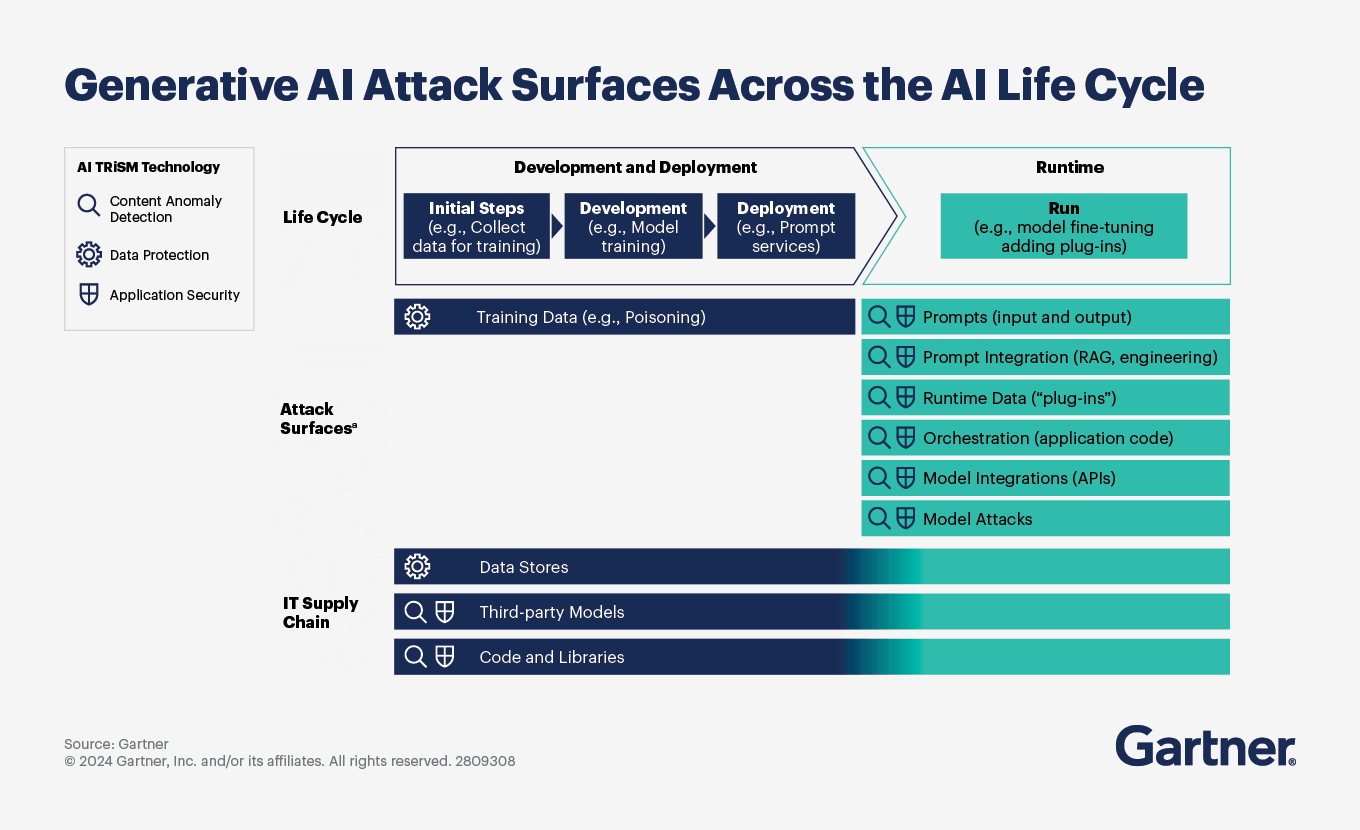 Generative AI Attack Surfaces Across the AI Life Cycle
AI TRiSM Technology
Content Anomaly
Detection
Data Protection
Application Security
Life Cycle
Development and Deployment
Initial Steps
(e.g., Collect
data for training)
Development
(e.g., Model
training)
Deployment
(e.g., Prompt
services)
Runtime
Run
(e.g., model fine-tuning
adding plug-ins)
Attack
Surfacesª
Training Data (e.g., Poisoning)
Prompts (input and output)
Prompt Integration (RAG, engineering)
Runtime Data (“plug-ins”)
Orchestration (application code)
Model Integrations (APIs)
Model Attacks
IT Supply
Chain
Data Stores
Third-party Models
Code and Libraries
Source: Gartner
© 2024 Gartner, Inc. and/or its affiliates. All rights reserved. 2809308
Gartner®